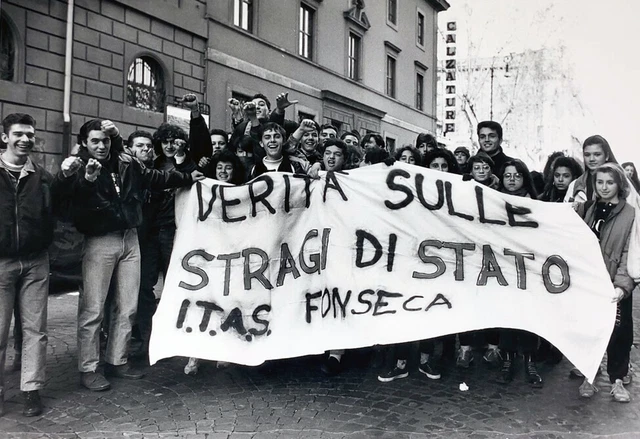 CALZATURE
VERITÀ SULLE
STRAGI DI STATO
I.T.A.S. FONSECA